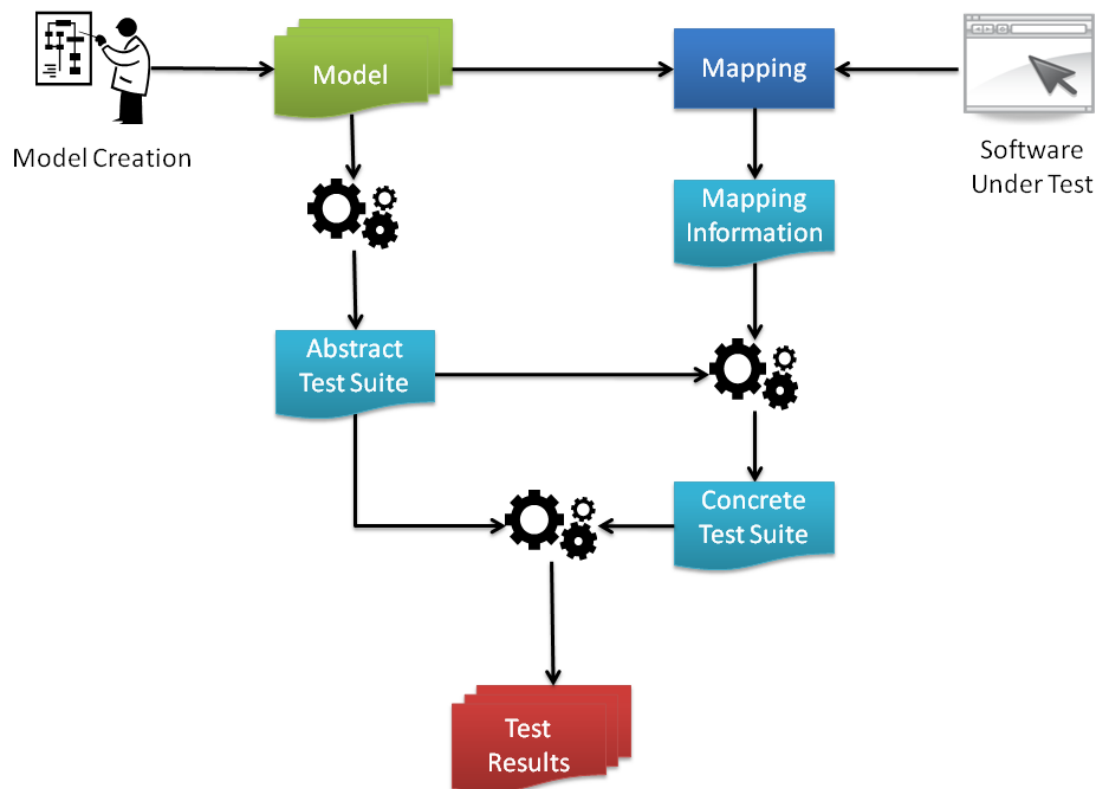 Model
Mapping
Model Creation
Software
Under Test
Mapping
Information
Abstract
Test Suite
Concrete
Test Suite
Test
Results